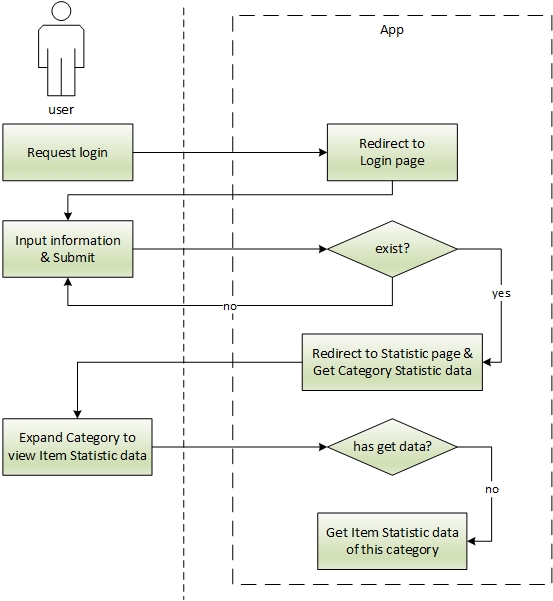 App
user
Request login
Redirect to
Login page
Input information
& Submit
exist?
yes
no
Redirect to Statistic page &
Get Category Statistic data
Expand Category to
view Item Statistic data
has get data?
no
Get Item Statistic data
of this category